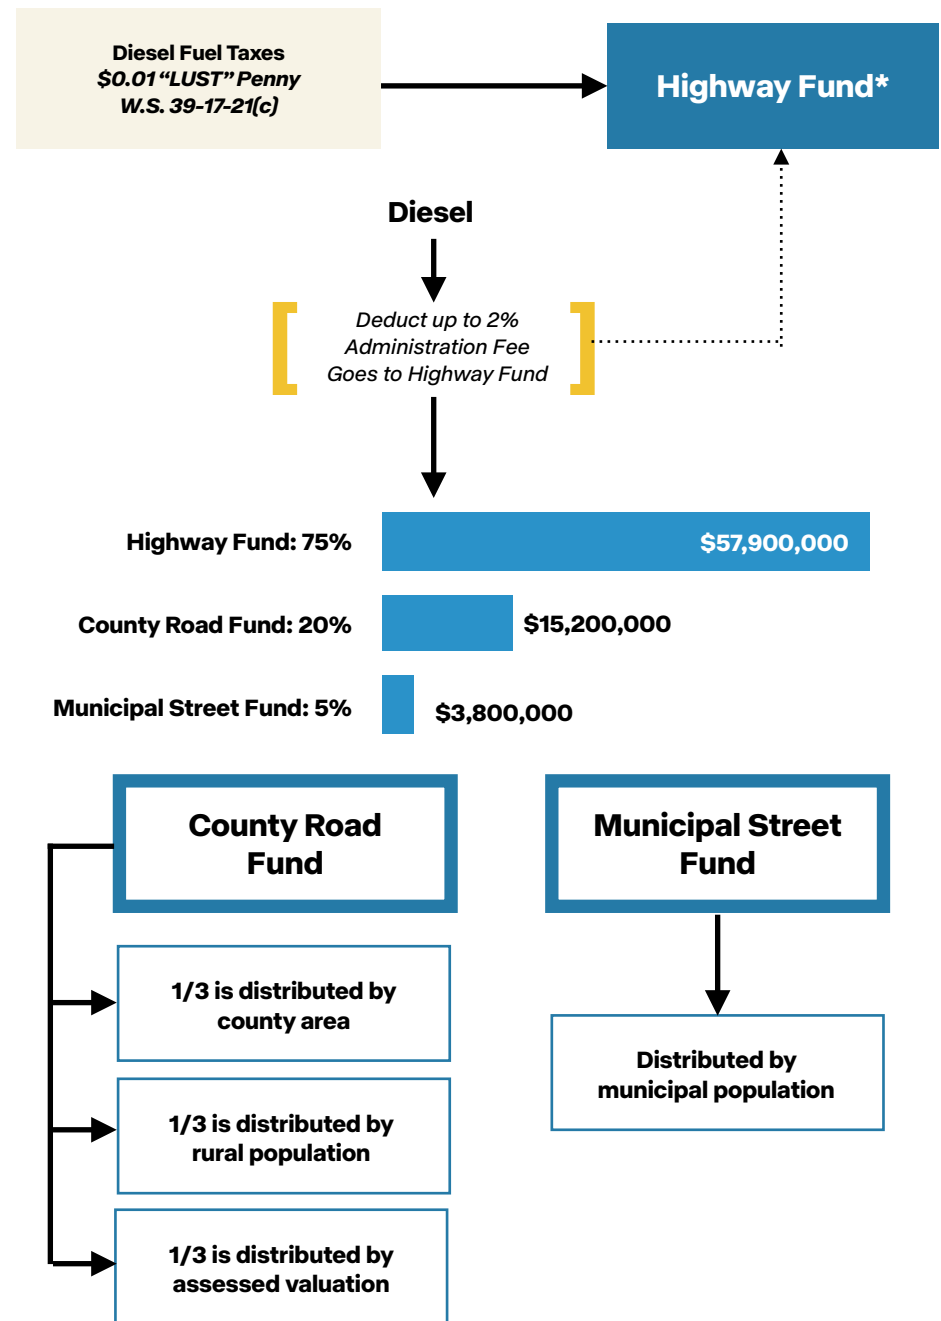 Diesel Fuel Taxes
$0.01 “LUST” Penny
W.S. 39-17-21(c)
Highway Fund*
Diesel
Deduct up to 2%
Administration Fee
Goes to Highway Fund
Highway Fund: 75%
$57,900,000
County Road Fund: 20%
$15,200,000
Municipal Street Fund: 5%
$3,800,000
County Road
Fund
Municipal Street
Fund
1/3 is distributed by
county area
Distributed by
municipal population
1/3 is distributed by
rural population
1/3 is distributed by
assessed valuation